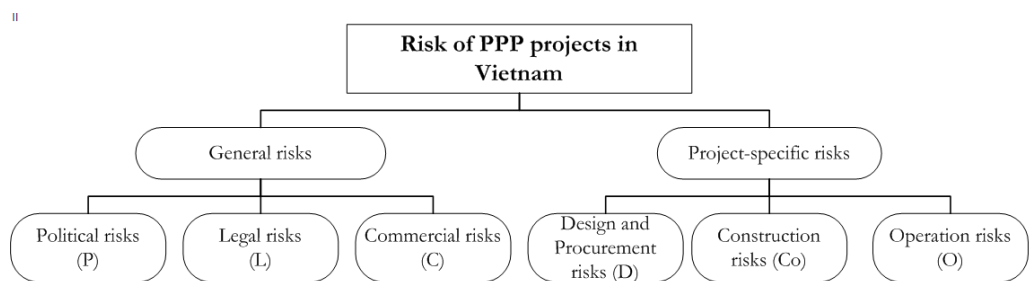 Risk of PPP projects in
Vietnam
General risks
Project-specific risks
Political risks
(P)
Legal risks
(L)
Commercial risks
(C)
Design and
Procurement
risks (D)
Construction
risks (Co)
Operation risks
(O)